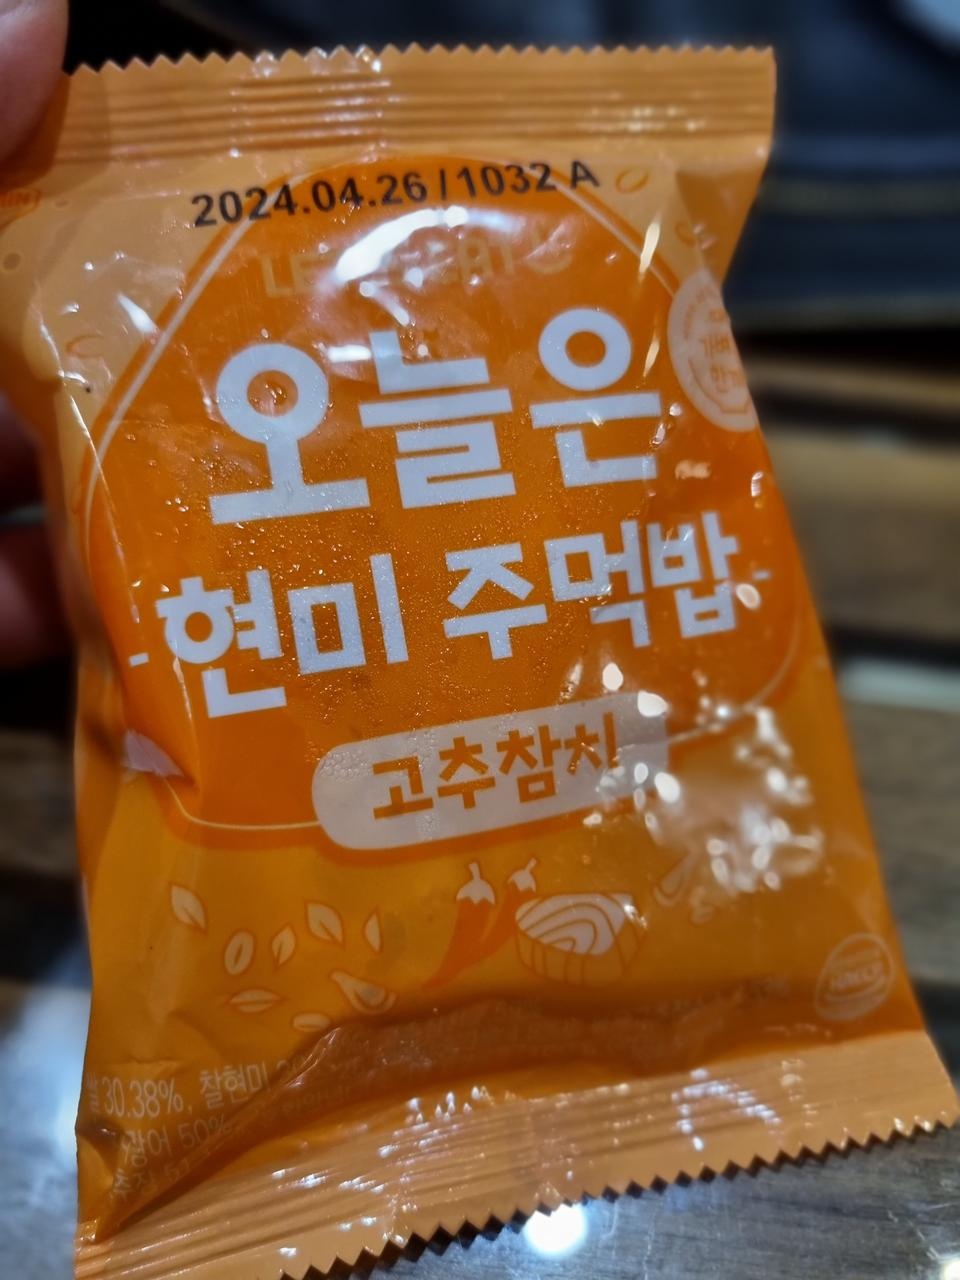 2024.04.26 / 1032 A
오늘은
현미 주먹밥
고추참치
HACCP
30.38%, 찰현미
50%